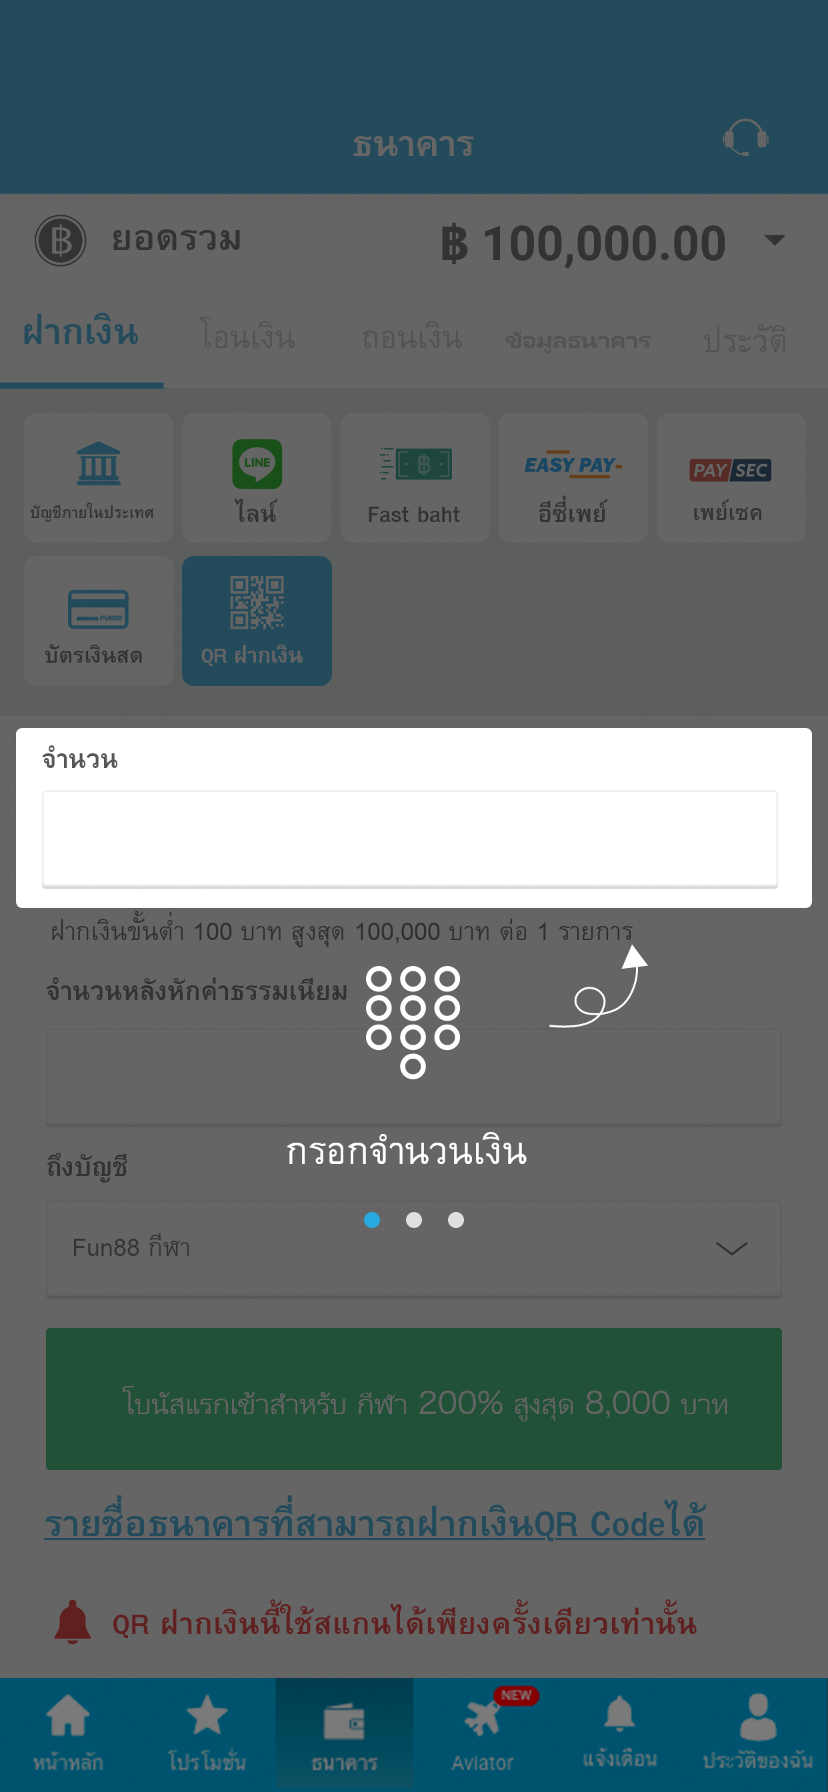 ธนาคาร
ยอดรวม ฿ 100,000.00
ฝากเงิน โอนเงิน ถอนเงิน ข้อมูลธนาคาร ประวัติ
LINE EASY PAY PAY SEC
บัญชีภายในประเทศ ไลน์ Fast baht อีซี่เพย์ เพย์เซค
FUN88
บัตรเงินสด QR ฝากเงิน
จำนวน
ฝากเงินขั้นต่ำ 100 บาท สูงสุด 100,000 บาท ต่อ 1 รายการ
จำนวนหลังหักค่าธรรมเนียม
กรอกจำนวนเงิน
ถึงบัญชี
Fun88 กีฬา
โบนัสแรกเข้าสำหรับ กีฬา 200% สูงสุด 8,000 บาท
รายชื่อธนาคารที่สามารถฝากเงินQR Codeได้
QR ฝากเงินนี้ใช้สแกนได้เพียงครั้งเดียวเท่านั้น
NEW
หน้าหลัก โปรโมชั่น ธนาคาร Aviator แจ้งเตือน ประวัติของฉัน